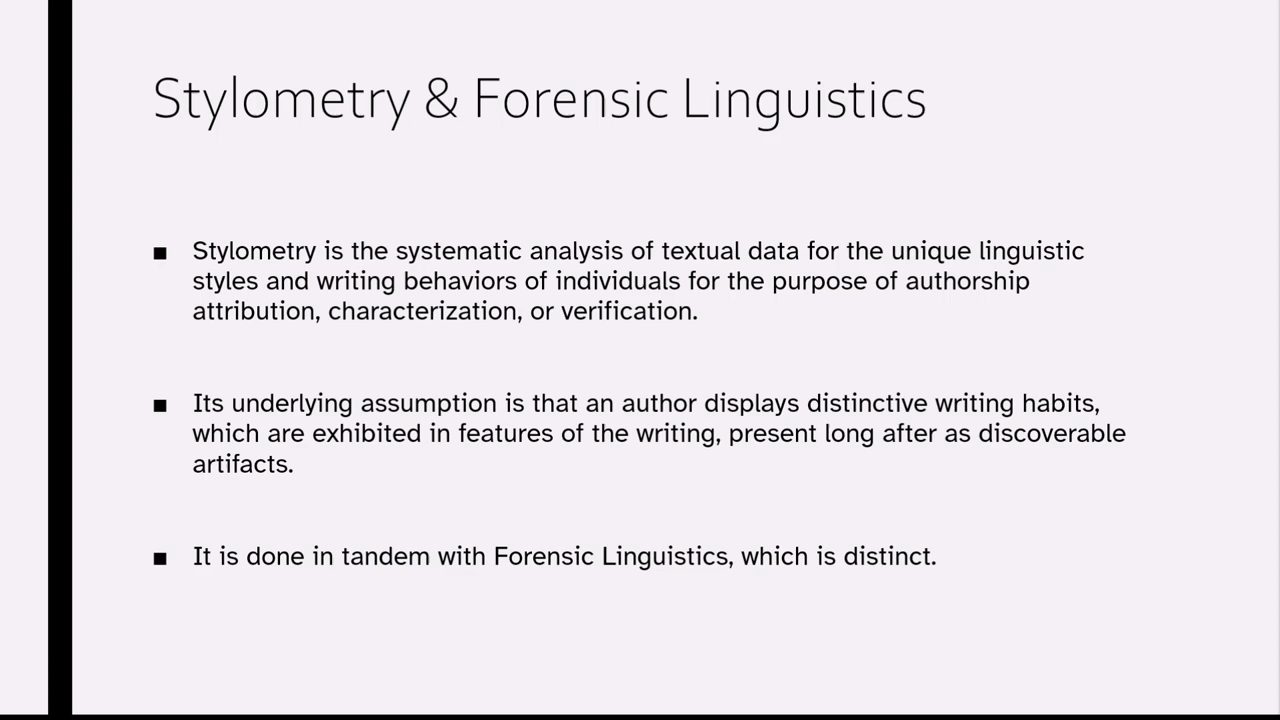 Stylometry & Forensic Linguistics
■ Stylometry is the systematic analysis of textual data for the unique linguistic
styles and writing behaviors of individuals for the purpose of authorship
attribution, characterization, or verification.
■ Its underlying assumption is that an author displays distinctive writing habits,
which are exhibited in features of the writing, present long after as discoverable
artifacts.
■ It is done in tandem with Forensic Linguistics, which is distinct.